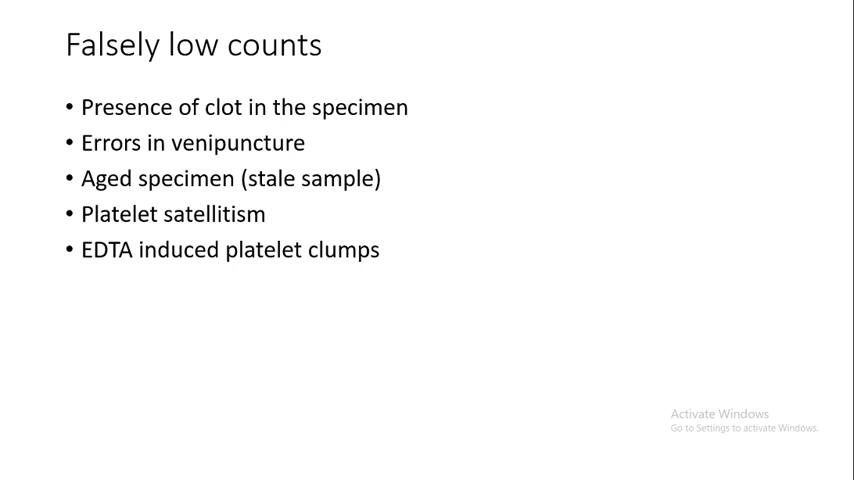 Falsely low counts
• Presence of clot in the specimen
• Errors in venipuncture
• Aged specimen (stale sample)
• Platelet satellitism
• EDTA induced platelet clumps
Activate Windows
Go to Settings to activate Windows.